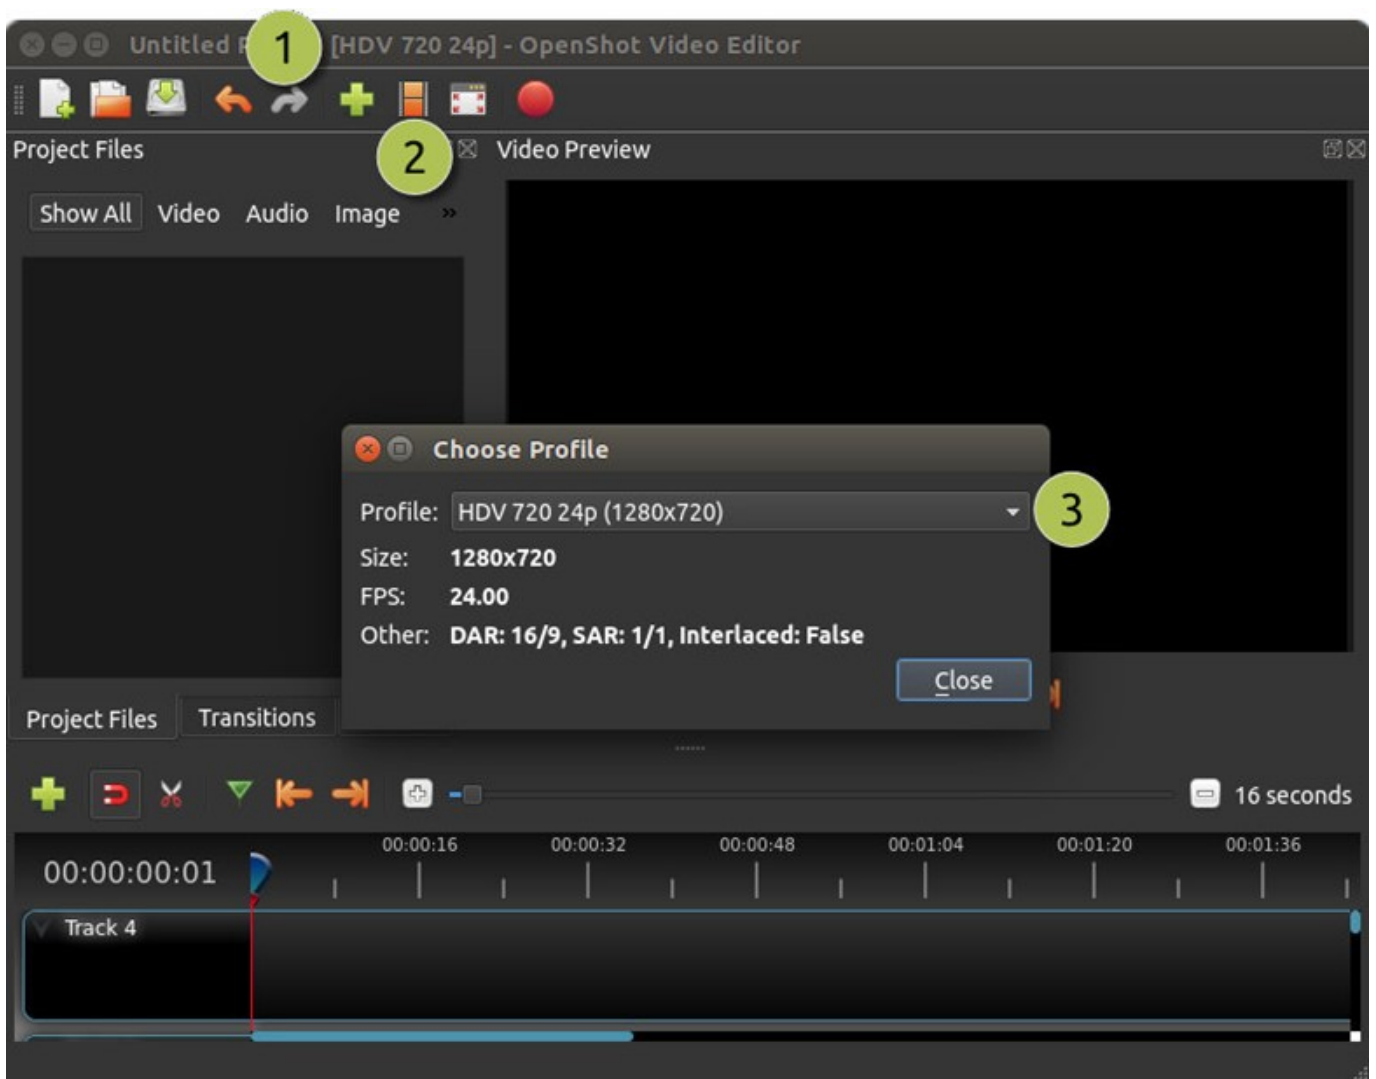 1
Untitled P [HDV 720 24p] - OpenShot Video Editor
Project Files
2
Video Preview
Show All Video Audio Image »
Choose Profile
Profile: HDV 720 24p (1280x720)
3
Size: 1280x720
FPS: 24.00
Other: DAR: 16/9, SAR: 1/1, Interlaced: False
Close
Project Files Transitions
16 seconds
00:00:16 00:00:32 00:00:48 00:01:04 00:01:20 00:01:36
00:00:00:01
Track 4